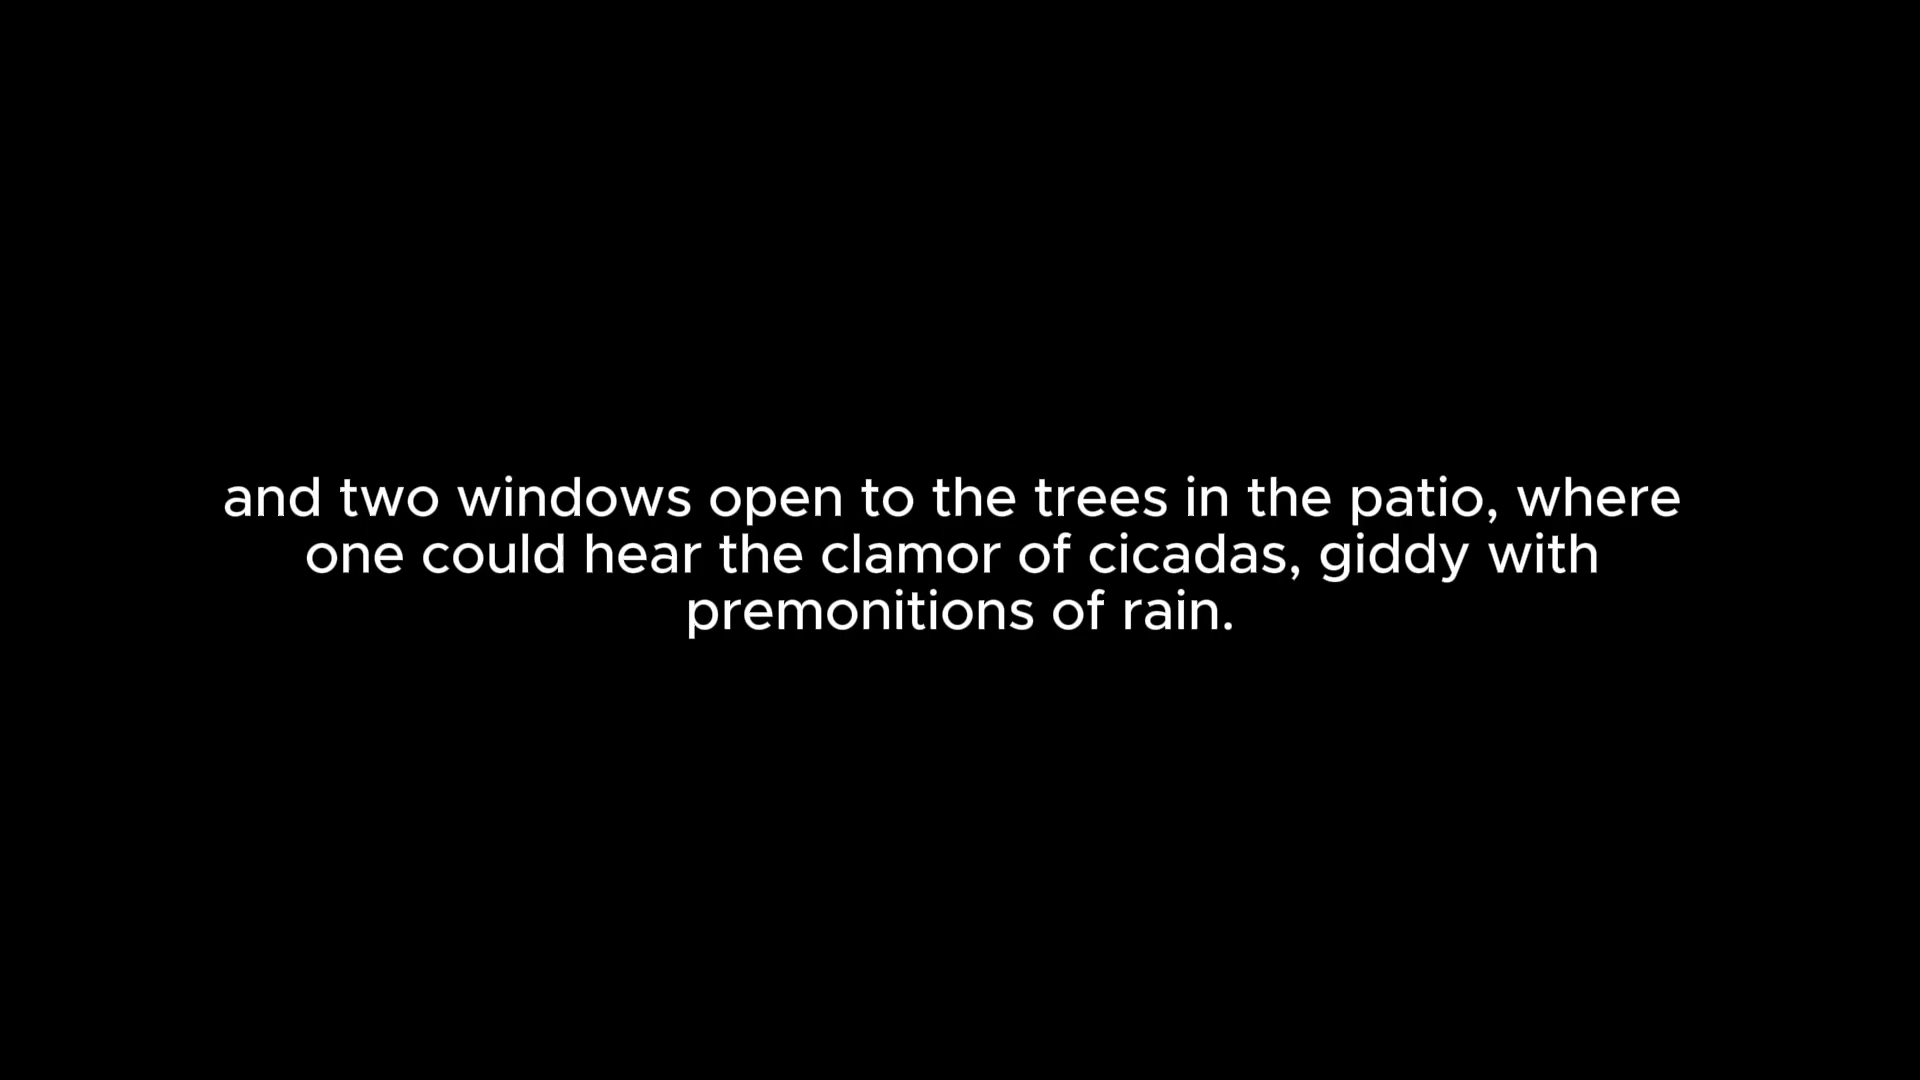 and two windows open to the trees in the patio, where
one could hear the clamor of cicadas, giddy with
premonitions of rain.